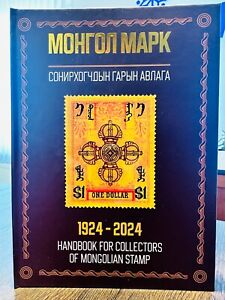 МОНГОЛ МАРК
СОНИРХОГЧДЫН ГАРЫН АВЛАГА
ONE DOLLAR
$1 $1
1924 - 2024
HANDBOOK FOR COLLECTORS
OF MONGOLIAN STAMP